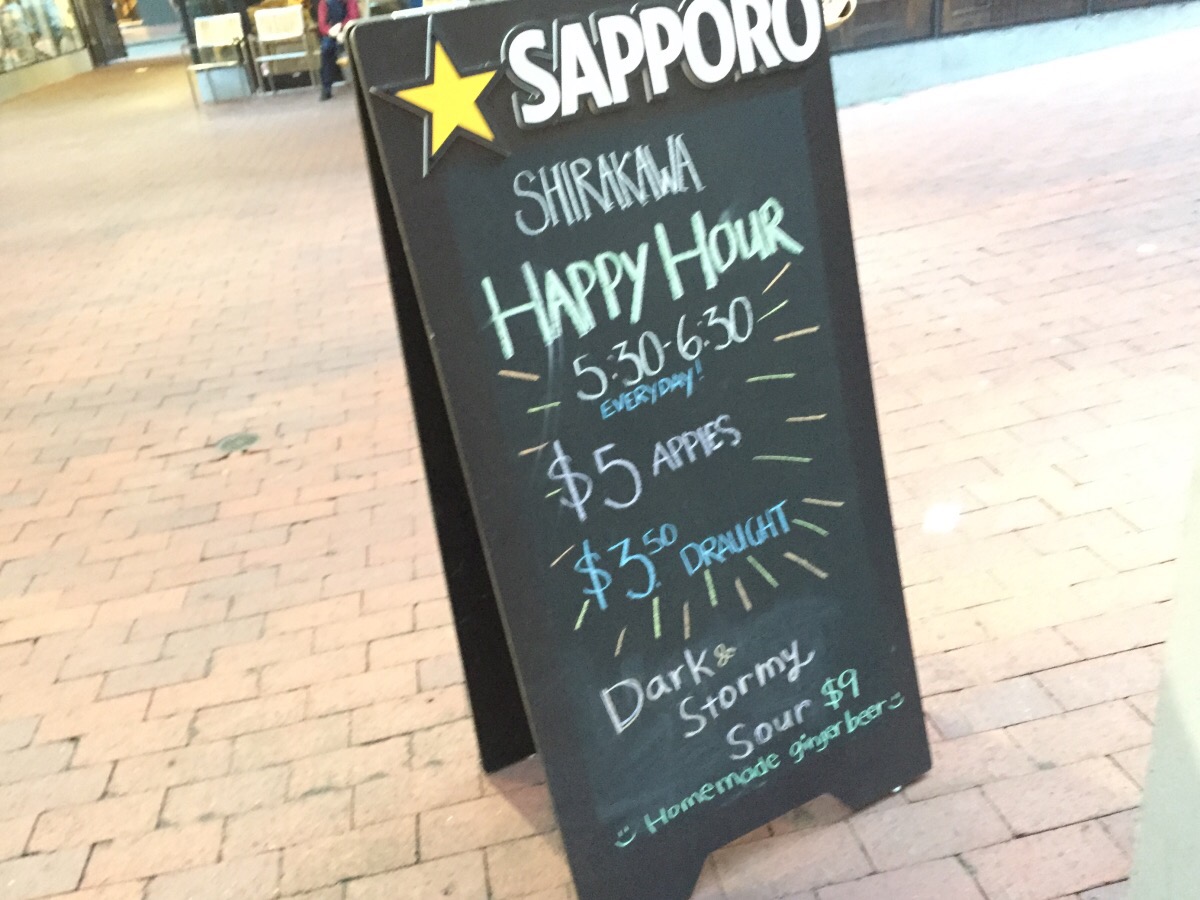 SAPPORO
SHIRAKAWA
HAPPY HOUR
5:30-6:30
EVERYDAY!
$5 APPIES
$3.50 DRAUGHT
Dark &
Stormy
Sour $9
Homemade ginger beer